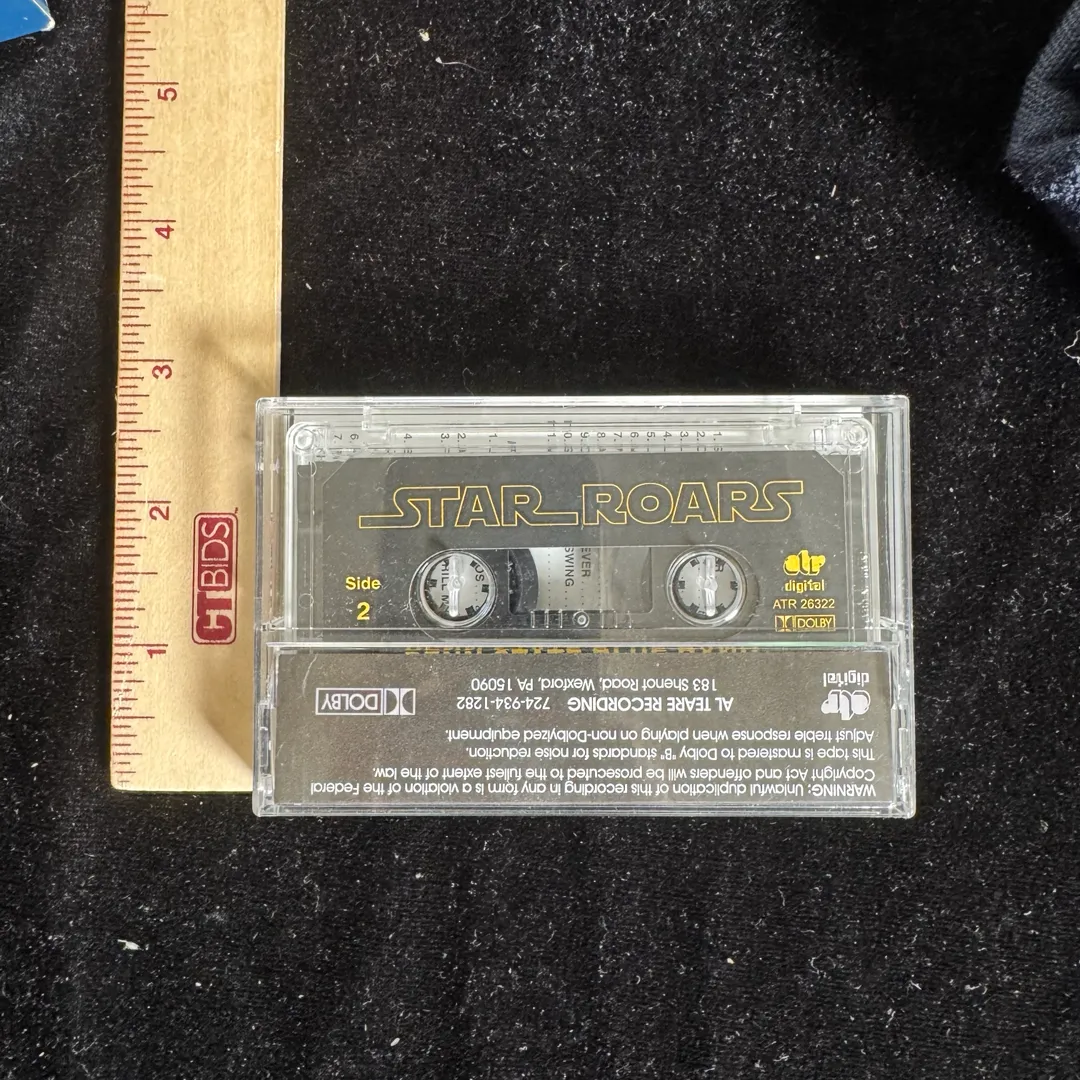 5
4
3
2
1
CTBIDS
STAR ROARS
Side
2
atr
digital
ATR 26322
DOLBY
EVER
SWING
WARNING: Unlawful duplication of this recording in any form is a violation of the Federal
Copyright Act and offenders will be prosecuted to the fullest extent of the law.
This tape is mastered to Dolby "B" standards for noise reduction.
Adjust treble response when playing on non-Dolbyized equipment.
atr
digital
AL TEARE RECORDING 724-934-1282
183 Shenot Road, Wexford, PA 15090
DOLBY